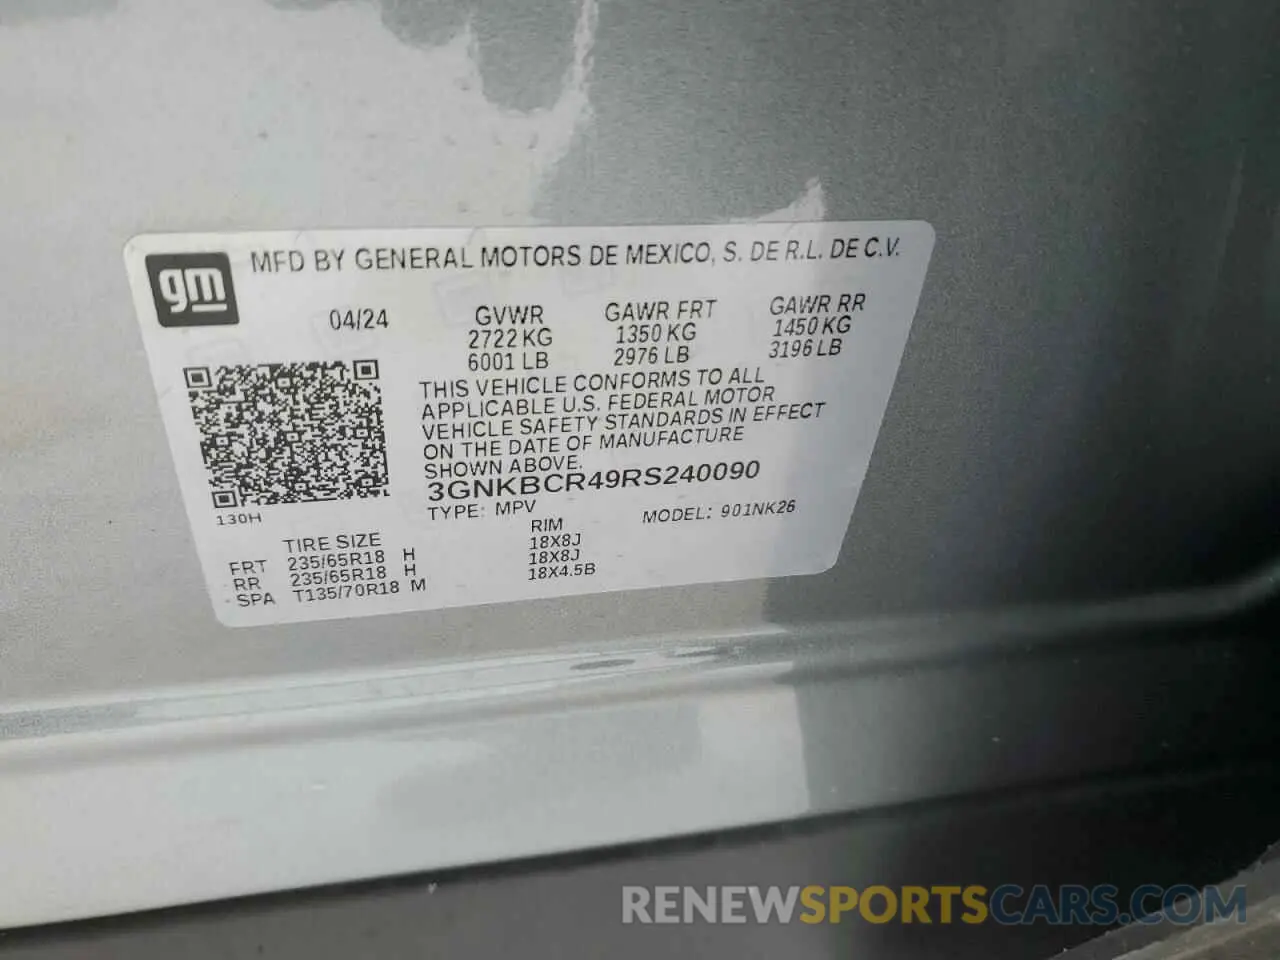 gm
MFD BY GENERAL MOTORS DE MEXICO, S. DE R.L. DE C.V.
04/24
GVWR
2722 KG
6001 LB
GAWR FRT
1350 KG
2976 LB
GAWR RR
1450 KG
3196 LB
THIS VEHICLE CONFORMS TO ALL
APPLICABLE U.S. FEDERAL MOTOR
VEHICLE SAFETY STANDARDS IN EFFECT
ON THE DATE OF MANUFACTURE
SHOWN ABOVE.
3GNKBCR49RS240090
130H
TYPE: MPV
MODEL: 901NK26
TIRE SIZE RIM
FRT 235/65R18 H 18X8J
RR 235/65R18 H 18X8J
SPA T135/70R18 M 18X4.5B
RENEWSPORTSCARS.COM